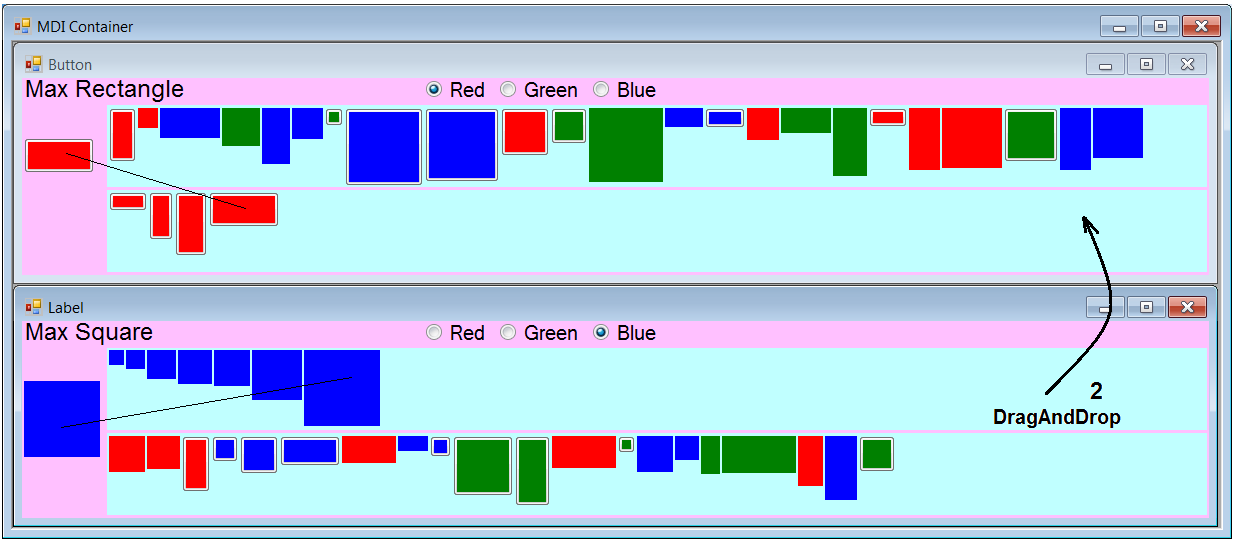 MDI Container
Button
Max Rectangle Red Green Blue
Label
Max Square Red Green Blue
2
DragAndDrop